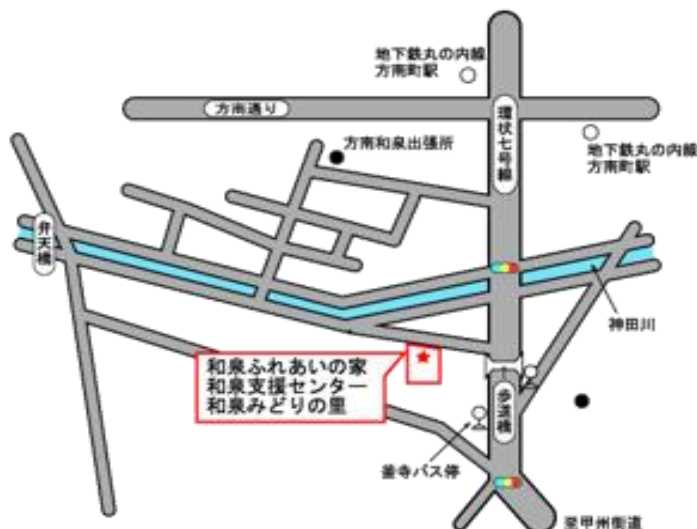 地下鉄丸の内線
方南町駅
方南通り
環状七号線
方南和泉出張所
地下鉄丸の内線
方南町駅
弁天橋
神田川
和泉ふれあいの家
和泉支援センター
和泉みどりの里
歩道橋
釜寺バス停
至甲州街道